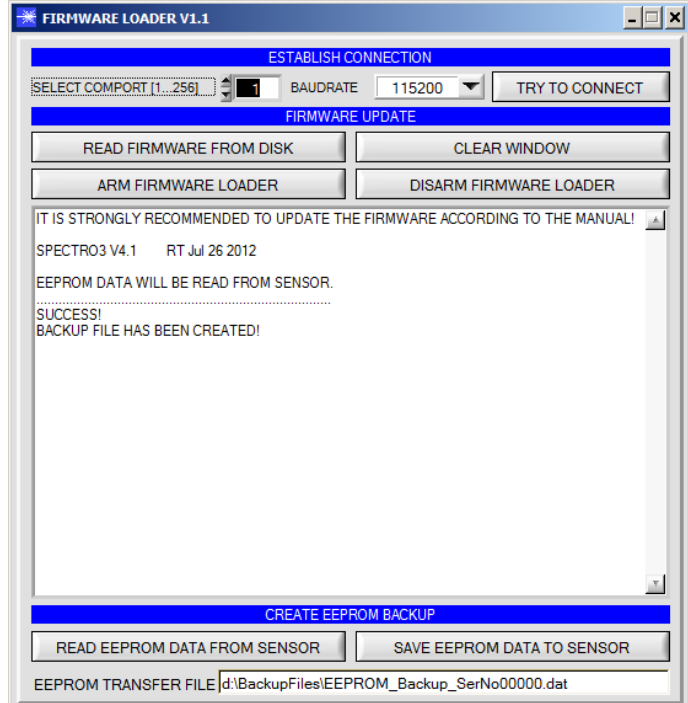 FIRMWARE LOADER V1.1
ESTABLISH CONNECTION
SELECT COMPORT [1...256] 1 BAUDRATE 115200 TRY TO CONNECT
FIRMWARE UPDATE
READ FIRMWARE FROM DISK CLEAR WINDOW
ARM FIRMWARE LOADER DISARM FIRMWARE LOADER
IT IS STRONGLY RECOMMENDED TO UPDATE THE FIRMWARE ACCORDING TO THE MANUAL!
SPECTRO3 V4.1 RT Jul 26 2012
EEPROM DATA WILL BE READ FROM SENSOR.
..........................................................................
SUCCESS!
BACKUP FILE HAS BEEN CREATED!
CREATE EEPROM BACKUP
READ EEPROM DATA FROM SENSOR SAVE EEPROM DATA TO SENSOR
EEPROM TRANSFER FILE d:\BackupFiles\EEPROM_Backup_SerNo00000.dat